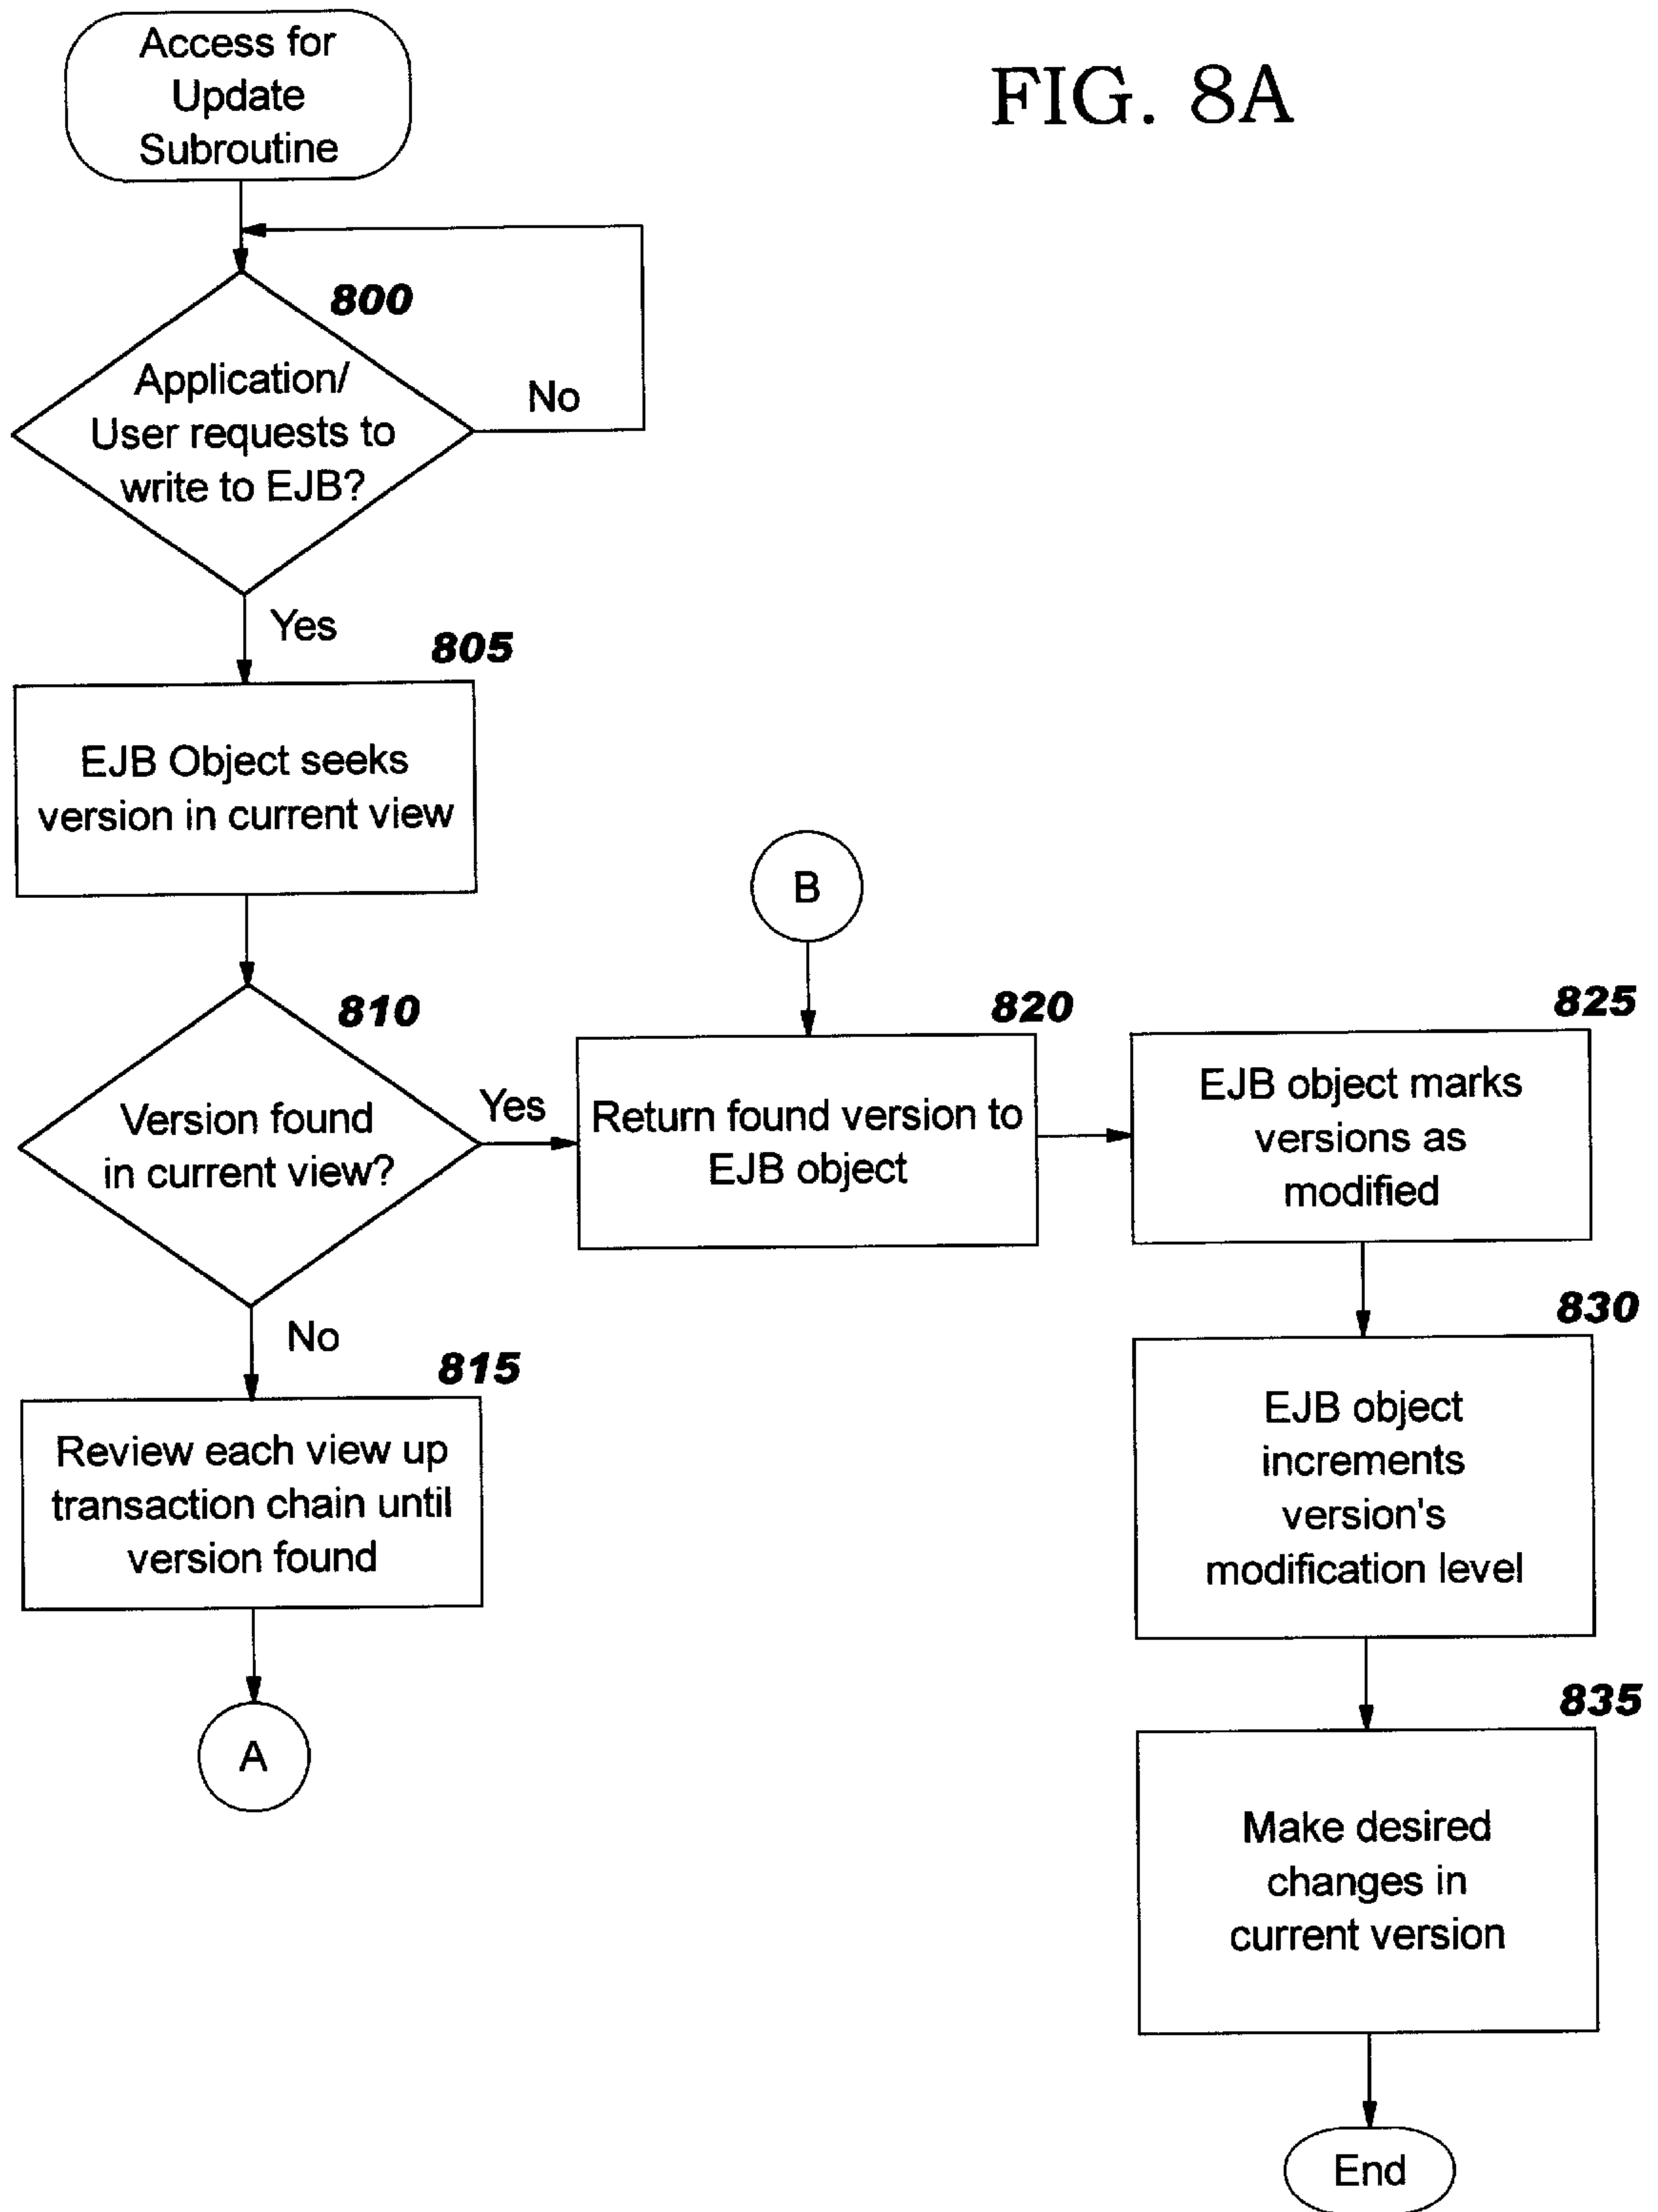 FIG. 8A
Access for
Update
Subroutine
800
Application/
User requests to
write to EJB?
No
Yes
805
EJB Object seeks
version in current view
810
Version found
in current view?
Yes
No
815
Review each view up
transaction chain until
version found
A
B
820
Return found version to
EJB object
825
EJB object marks
versions as
modified
830
EJB object
increments
version's
modification level
835
Make desired
changes in
current version
End